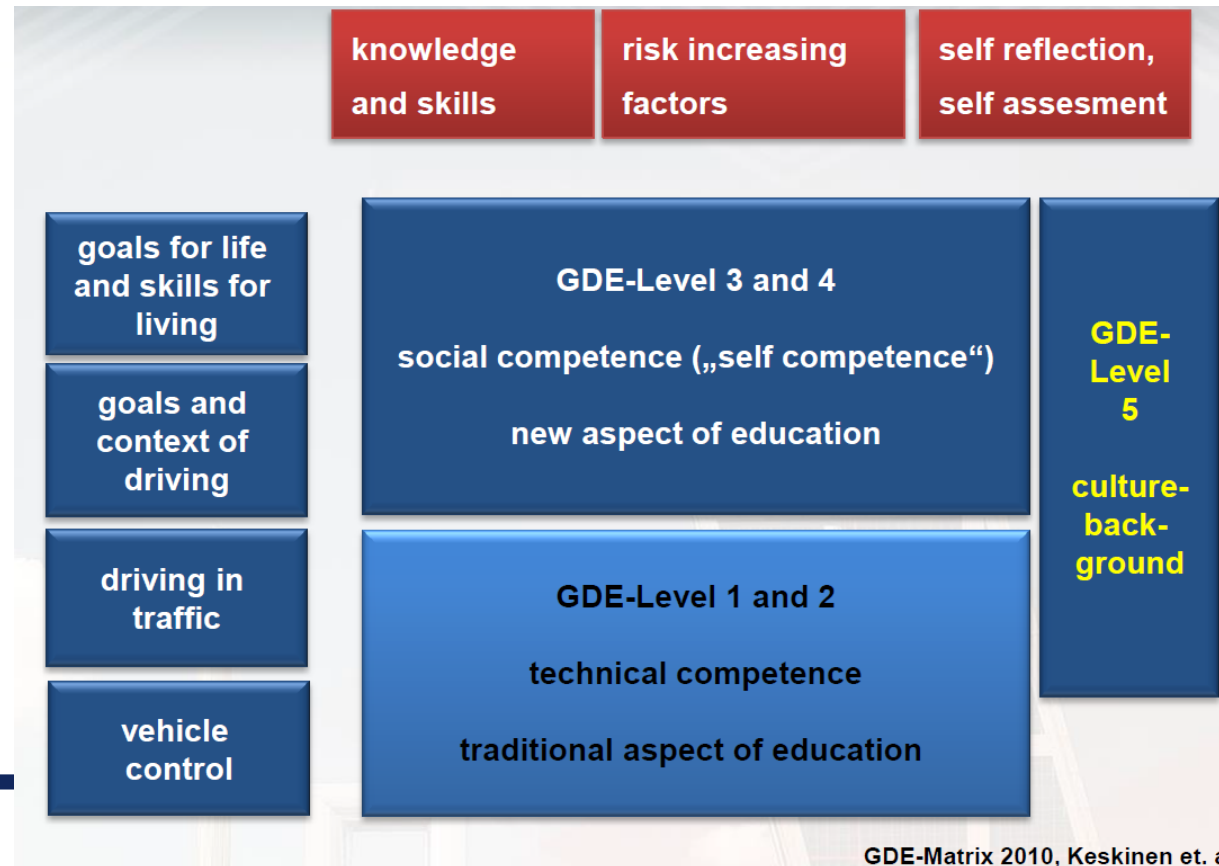 knowledge
and skills
risk increasing
factors
self reflection,
self assesment
goals for life
and skills for
living
goals and
context of
driving
driving in
traffic
vehicle
control
GDE-Level 3 and 4
social competence („self competence“)
new aspect of education
GDE-Level 1 and 2
technical competence
traditional aspect of education
GDE-
Level
5
culture-
back-
ground
GDE-Matrix 2010, Keskinen et.